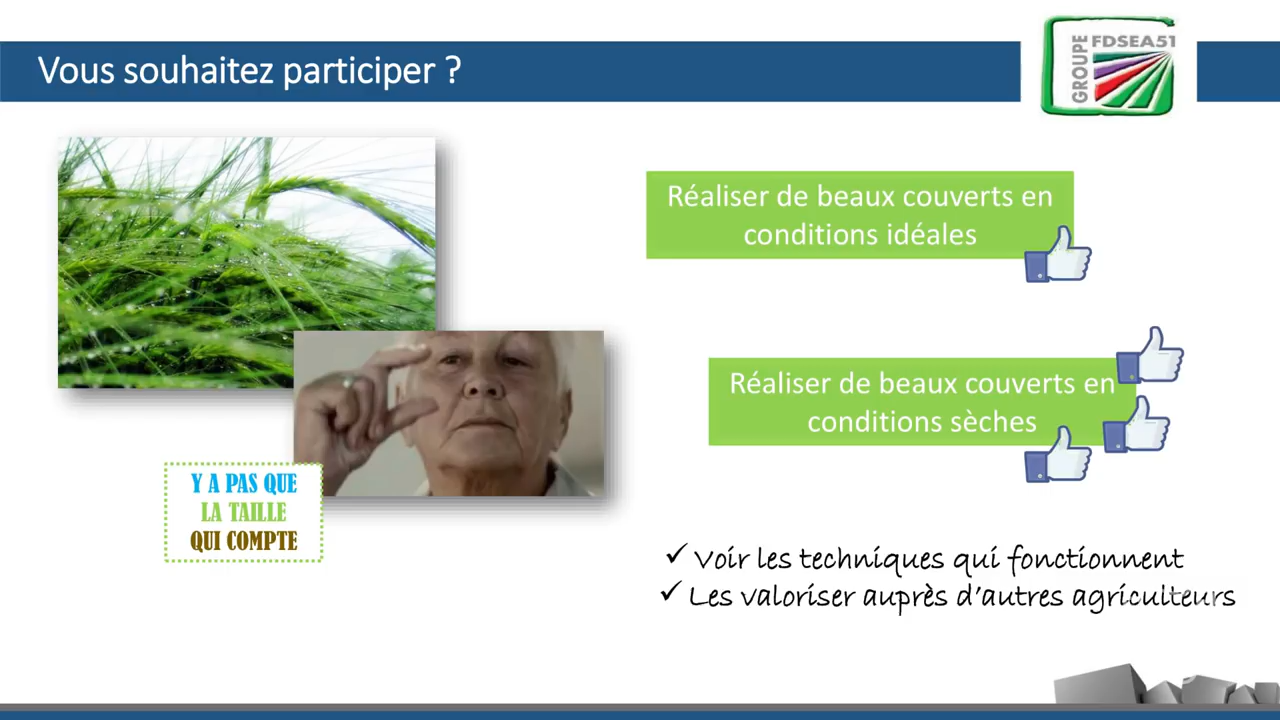 Vous souhaitez participer ?
GROUPE
FDSEA51
Réaliser de beaux couverts en
conditions idéales
Réaliser de beaux couverts en
conditions sèches
Y A PAS QUE
LA TAILLE
QUI COMPTE
✓ Voir les techniques qui fonctionnent
✓ Les valoriser auprès d'autres agriculteurs